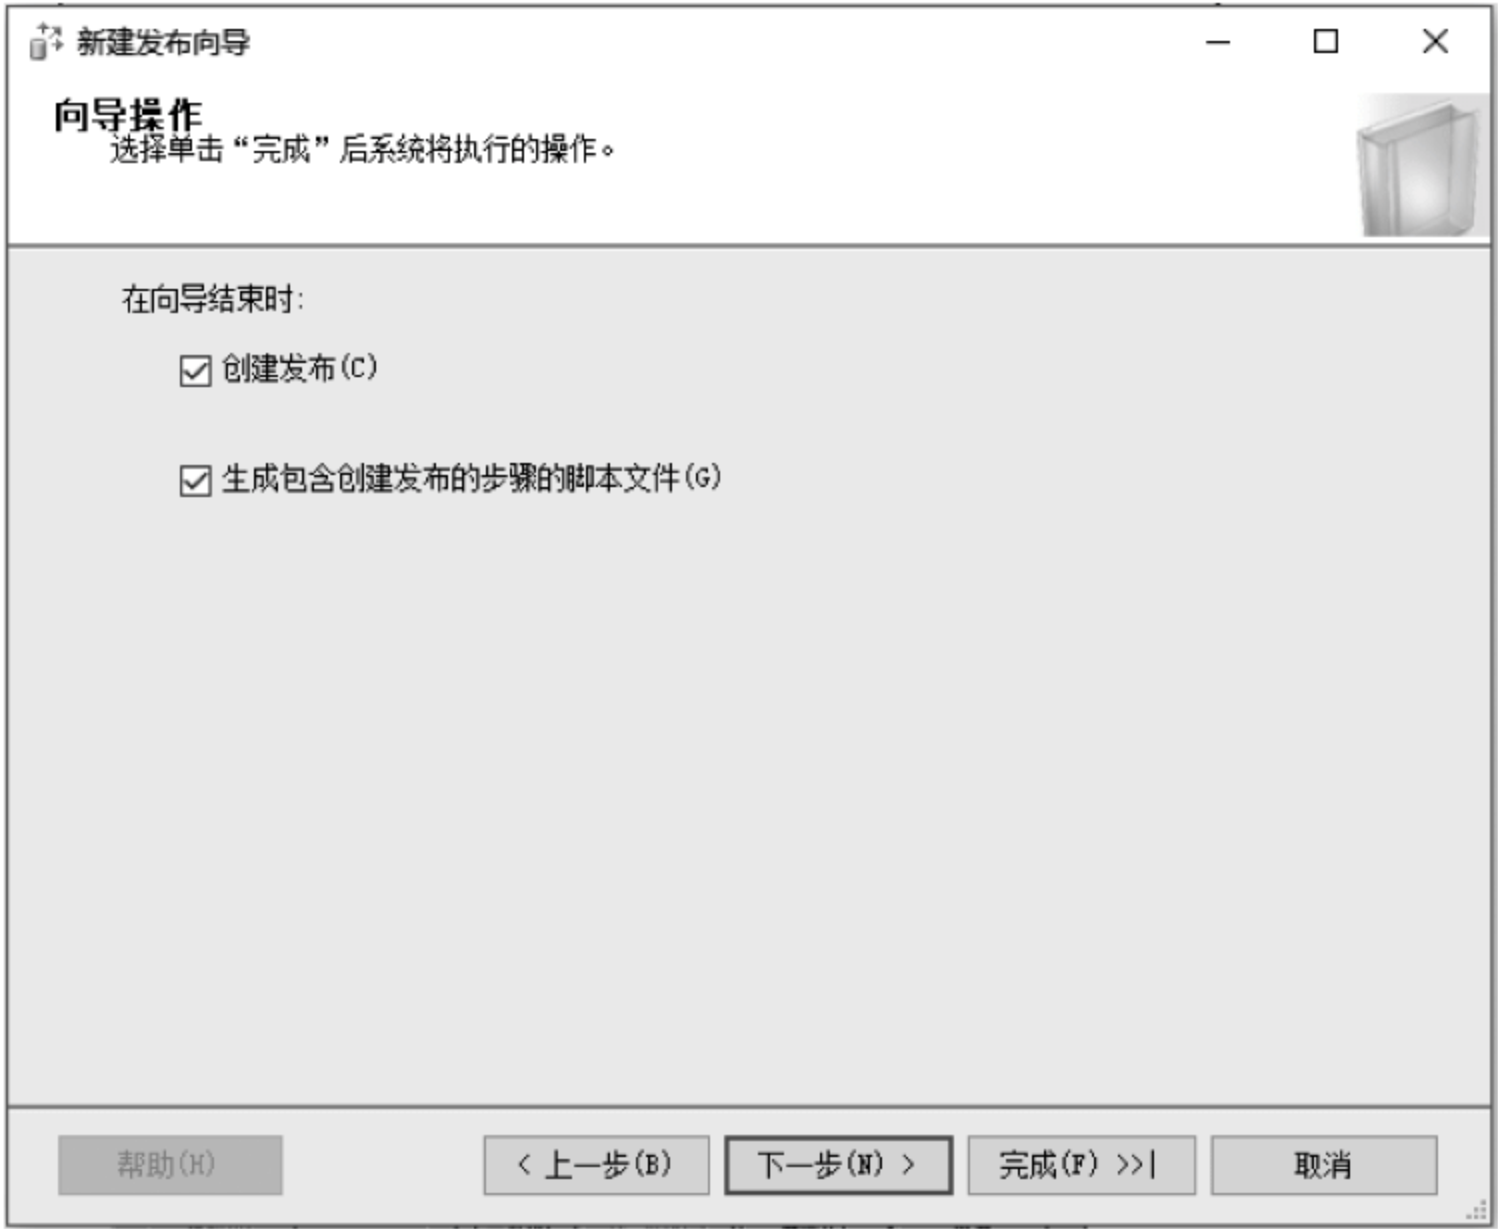 新建发布向导
向导操作
选择单击“完成”后系统将执行的操作。
在向导结束时:
创建发布(C)
生成包含创建发布的步骤的脚本文件(G)
帮助(H)
< 上一步(B)
下一步(N) >
完成(F) >>|
取消